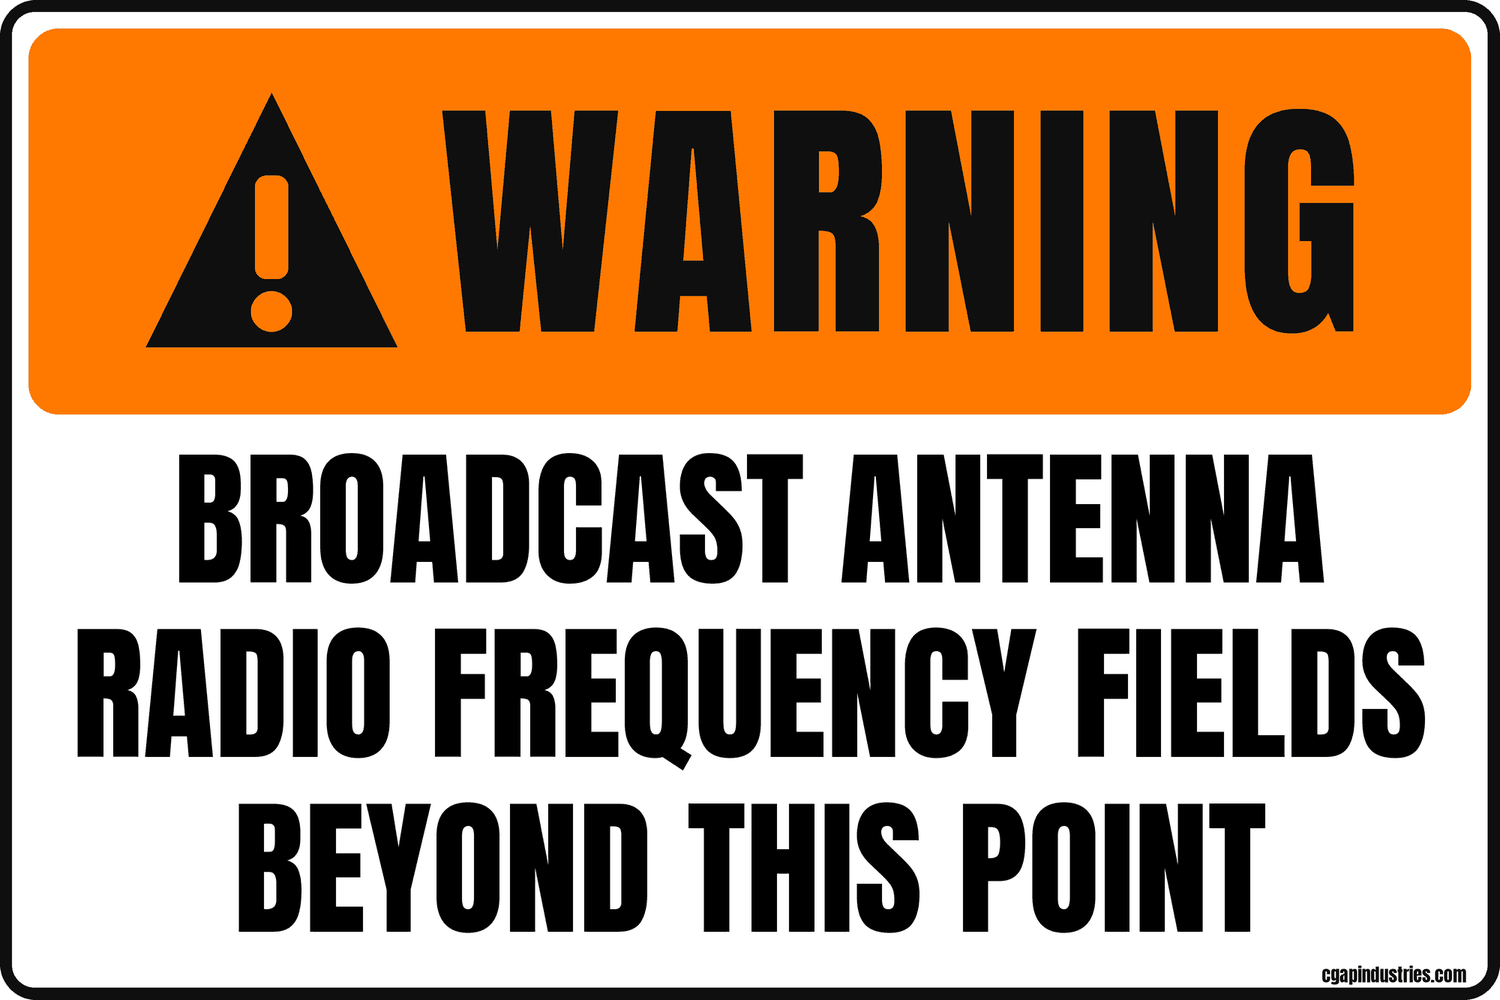 WARNING
BROADCAST ANTENNA
RADIO FREQUENCY FIELDS
BEYOND THIS POINT
cgapindustries.com